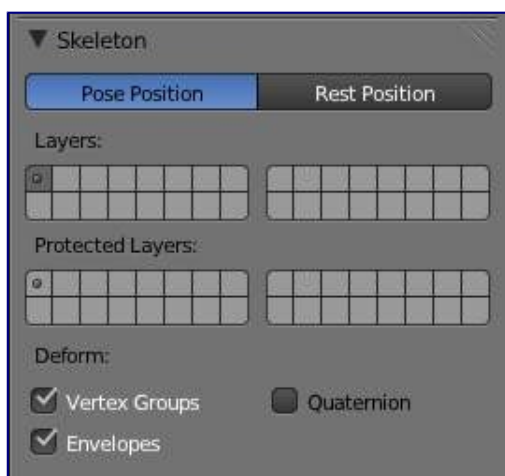 Skeleton
Pose Position Rest Position
Layers:
Protected Layers:
Deform:
Vertex Groups Quaternion
Envelopes